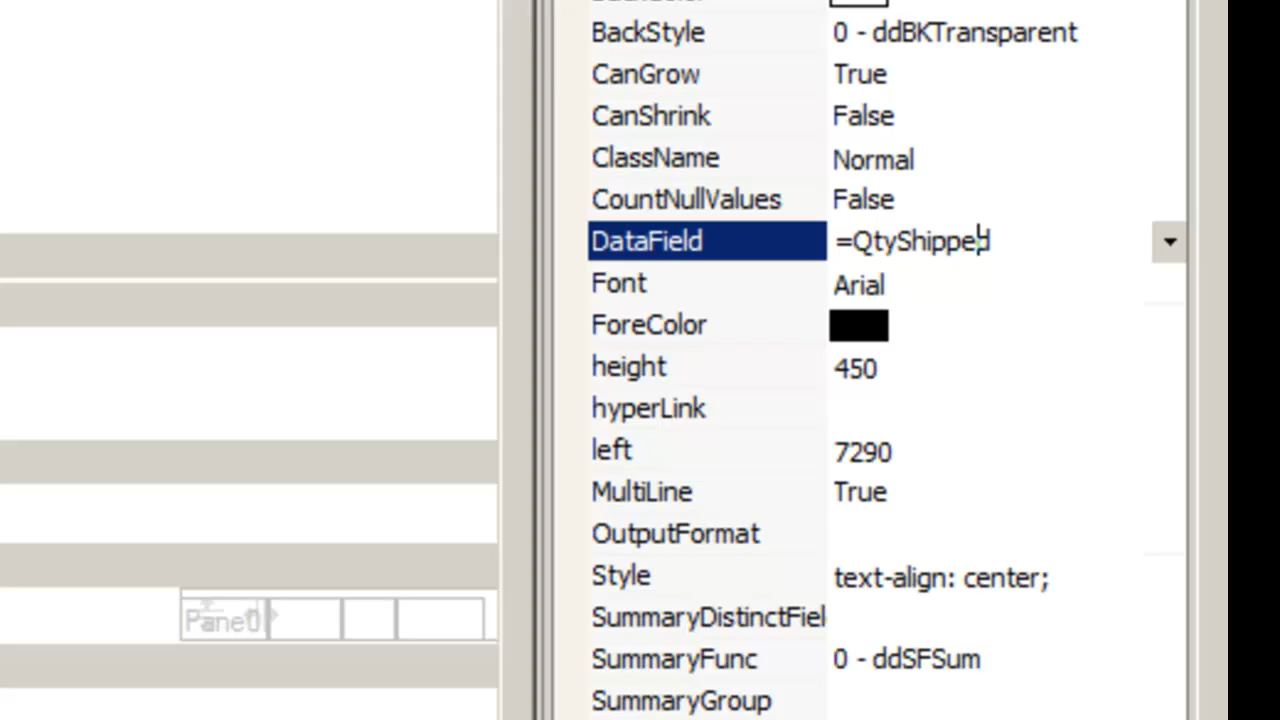 BackStyle 0 - ddBKTransparent
CanGrow True
CanShrink False
ClassName Normal
CountNullValues False
DataField =QtyShipped
Font Arial
ForeColor
height 450
hyperLink
left 7290
MultiLine True
OutputFormat
Style text-align: center;
SummaryDistinctFiel
SummaryFunc 0 - ddSFSum
SummaryGroup